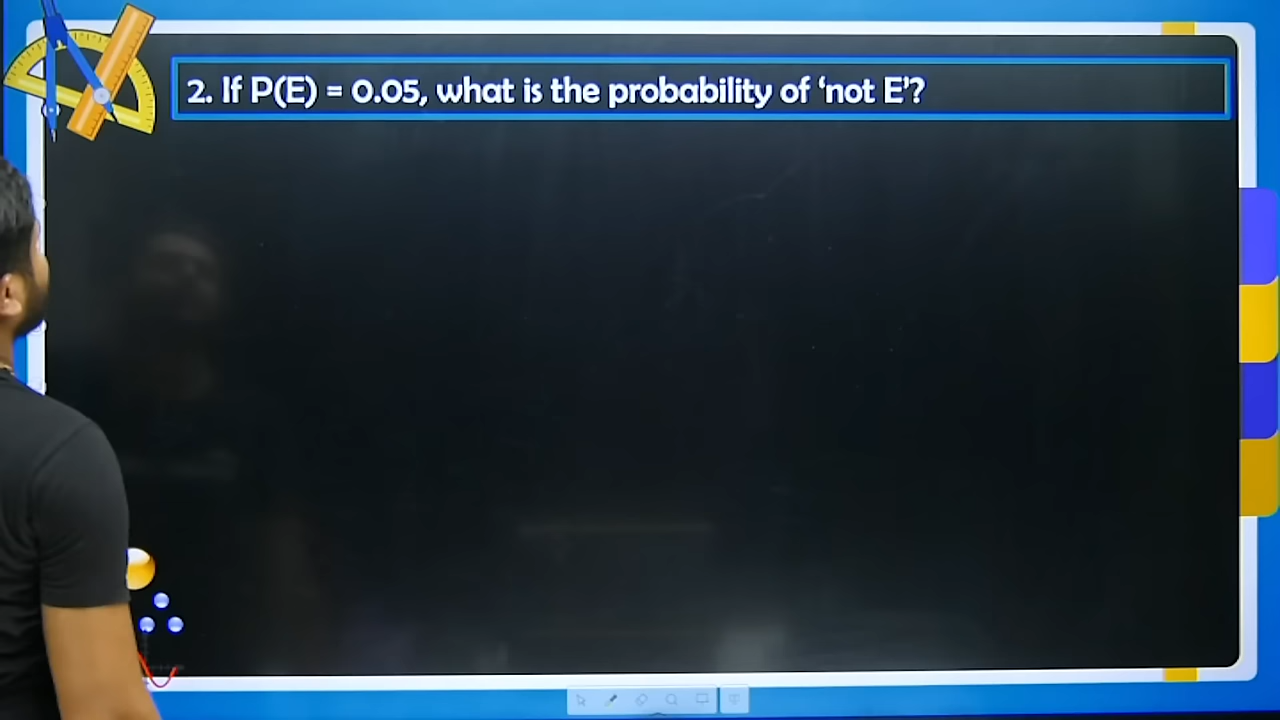 2. If P(E) = 0.05, what is the probability of ‘not E’?